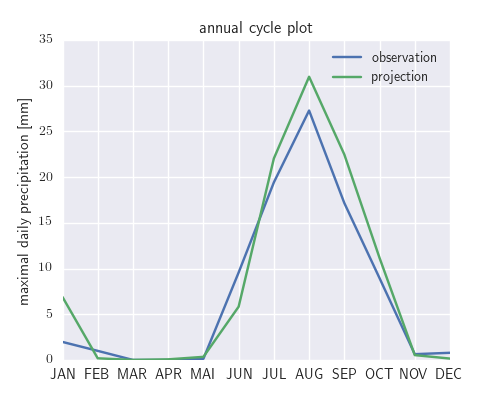 annual cycle plot
35
30
25
20
15
10
5
0
maximal daily precipitation [mm]
observation
projection
JAN FEB MAR APR MAI JUN JUL AUG SEP OCT NOV DEC